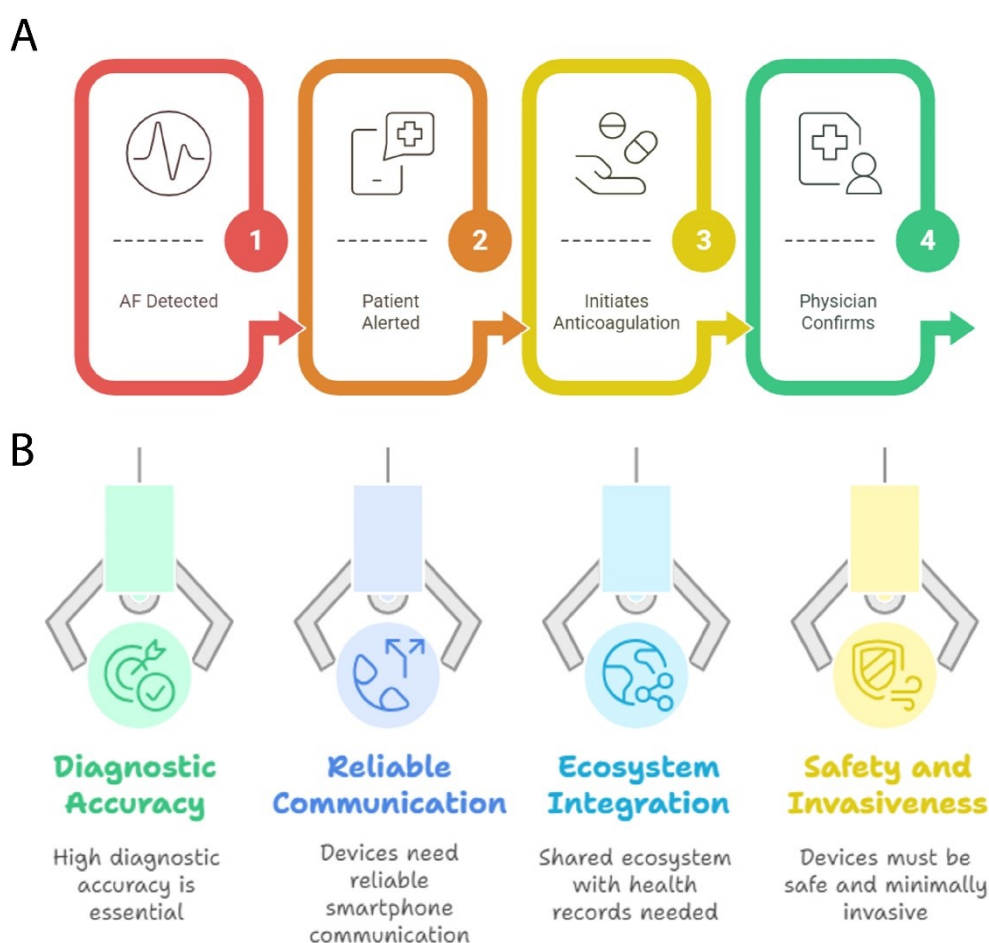 A
1
2
3
4
AF Detected
Patient
Alerted
Initiates
Anticoagulation
Physician
Confirms
B
Diagnostic
Accuracy
High diagnostic
accuracy is
essential
Reliable
Communication
Devices need
reliable
smartphone
communication
Ecosystem
Integration
Shared ecosystem
with health
records needed
Safety and
Invasiveness
Devices must be
safe and minimally
invasive